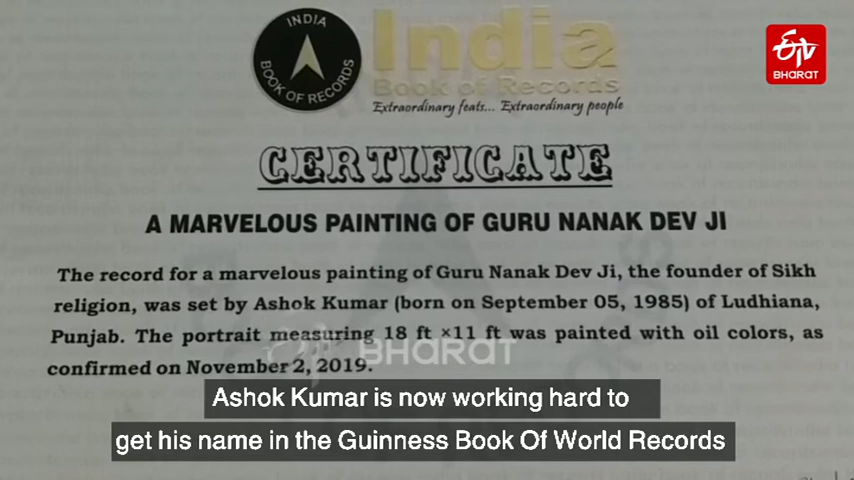 INDIA
BOOK OF RECORDS
India
Book of Records
Extraordinary feats... Extraordinary people
BHARAT
CERTIFICATE
A MARVELOUS PAINTING OF GURU NANAK DEV JI
The record for a marvelous painting of Guru Nanak Dev Ji, the founder of Sikh
religion, was set by Ashok Kumar (born on September 05, 1985) of Ludhiana,
Punjab. The portrait measuring 18 ft ×11 ft was painted with oil colors, as
confirmed on November 2, 2019.
BHARAT
Ashok Kumar is now working hard to
get his name in the Guinness Book Of World Records